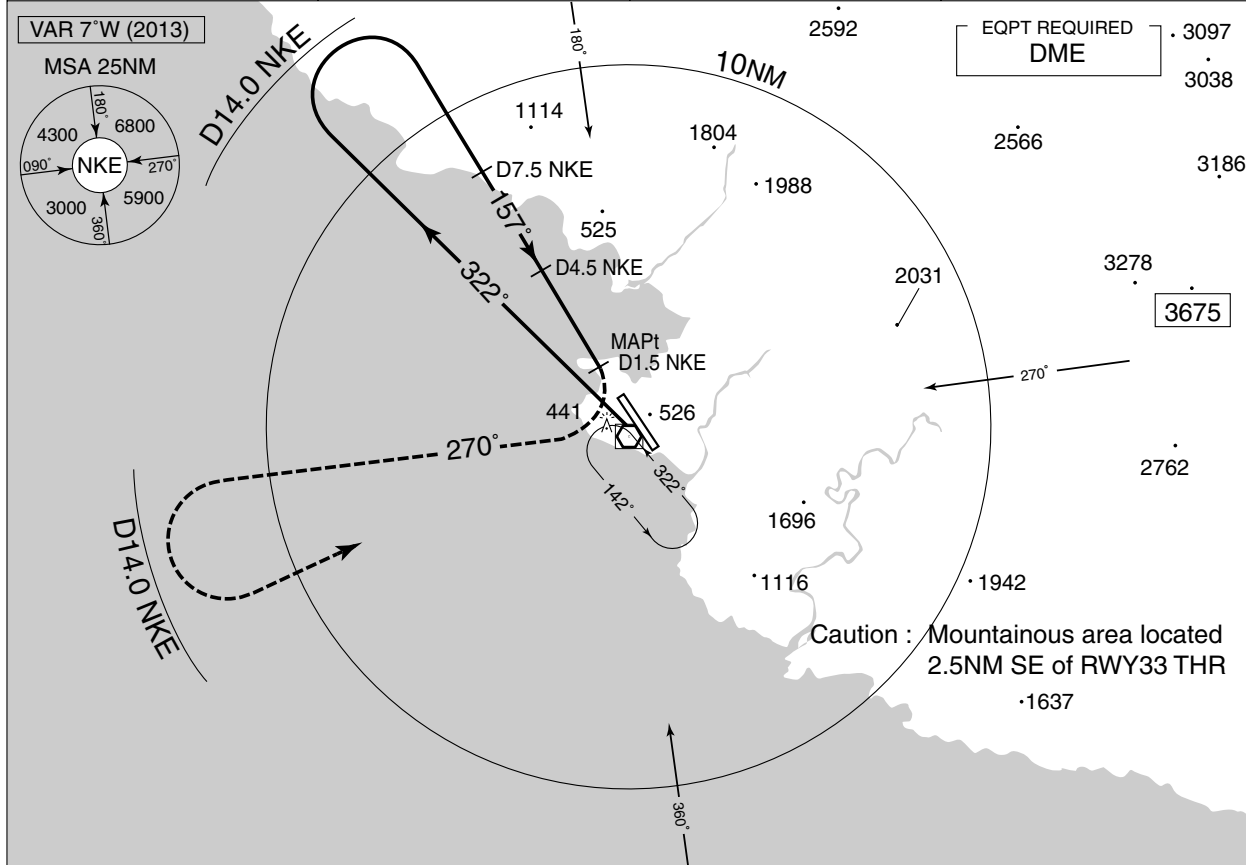 VAR 7°W (2013)
MSA 25NM
180°
4300
6800
090°
NKE
270°
3000
5900
360°
D14.0 NKE
180°
10NM
2592
EQPT REQUIRED
DME
3097
3038
1114
1804
2566
3186
D7.5 NKE
1988
157°
525
D4.5 NKE
322°
2031
3278
3675
MAPt
D1.5 NKE
270°
441
526
270°
322°
142°
2762
D14.0 NKE
1696
1116
1942
Caution : Mountainous area located
2.5NM SE of RWY33 THR
1637
360°